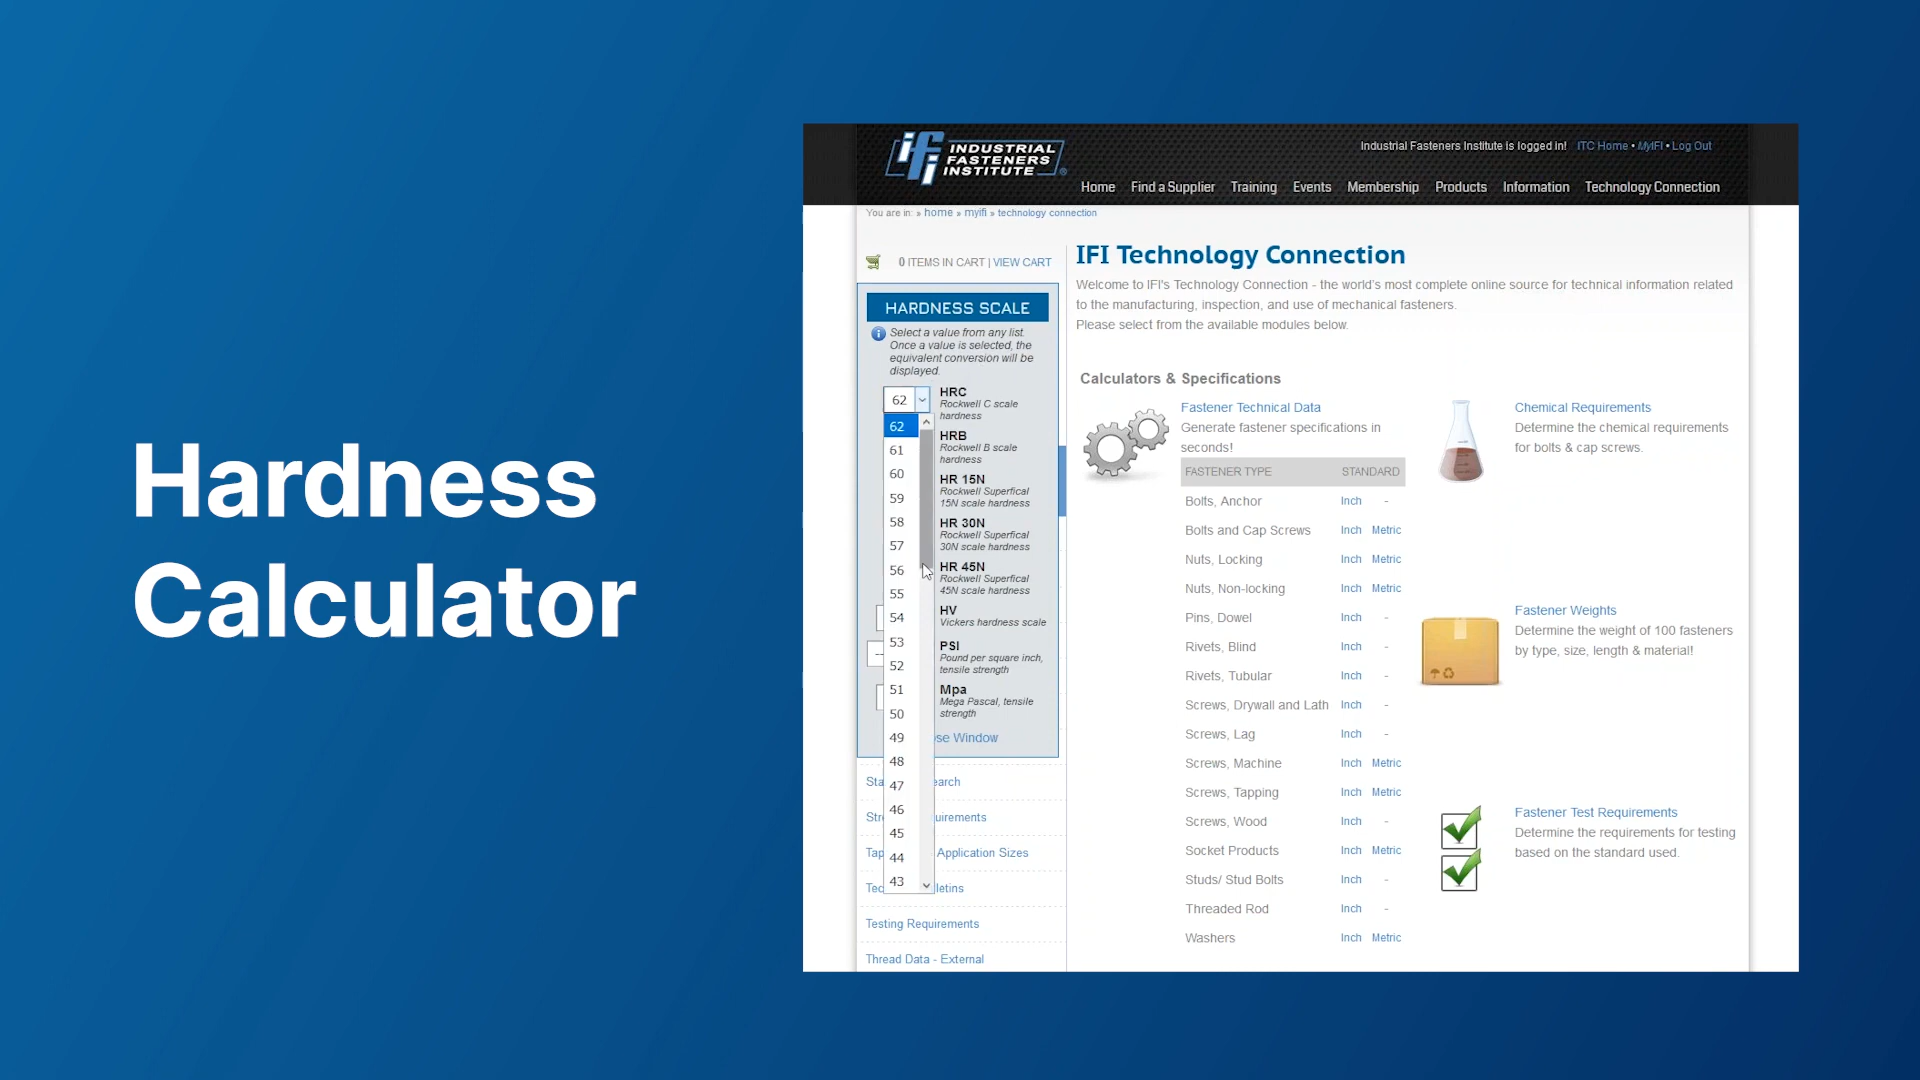 Hardness
Calculator
ifi INDUSTRIAL
FASTENERS
INSTITUTE®
Industrial Fasteners Institute is logged in! ITC Home • MyIFI • Log Out
Home Find a Supplier Training Events Membership Products Information Technology Connection
You are in: » home » myifi » technology connection
0 ITEMS IN CART | VIEW CART
HARDNESS SCALE
Select a value from any list.
Once a value is selected, the
equivalent conversion will be
displayed.
62
HRC
Rockwell C scale
hardness
HRB
Rockwell B scale
hardness
HR 15N
Rockwell Superfical
15N scale hardness
HR 30N
Rockwell Superfical
30N scale hardness
HR 45N
Rockwell Superfical
45N scale hardness
HV
Vickers hardness scale
PSI
Pound per square inch,
tensile strength
Mpa
Mega Pascal, tensile
strength
62
61
60
59
58
57
56
55
54
53
52
51
50
49
48
47
46
45
44
43
se Window
Sta earch
Str uirements
Tap Application Sizes
Tec letins
Testing Requirements
Thread Data - External
IFI Technology Connection
Welcome to IFI's Technology Connection - the world's most complete online source for technical information related
to the manufacturing, inspection, and use of mechanical fasteners.
Please select from the available modules below.
Calculators & Specifications
Fastener Technical Data
Generate fastener specifications in
seconds!
FASTENER TYPE STANDARD
Bolts, Anchor Inch -
Bolts and Cap Screws Inch Metric
Nuts, Locking Inch Metric
Nuts, Non-locking Inch Metric
Pins, Dowel Inch -
Rivets, Blind Inch -
Rivets, Tubular Inch -
Screws, Drywall and Lath Inch -
Screws, Lag Inch -
Screws, Machine Inch Metric
Screws, Tapping Inch Metric
Screws, Wood Inch -
Socket Products Inch Metric
Studs/ Stud Bolts Inch -
Threaded Rod Inch -
Washers Inch Metric
Chemical Requirements
Determine the chemical requirements
for bolts & cap screws.
Fastener Weights
Determine the weight of 100 fasteners
by type, size, length & material!
Fastener Test Requirements
Determine the requirements for testing
based on the standard used.